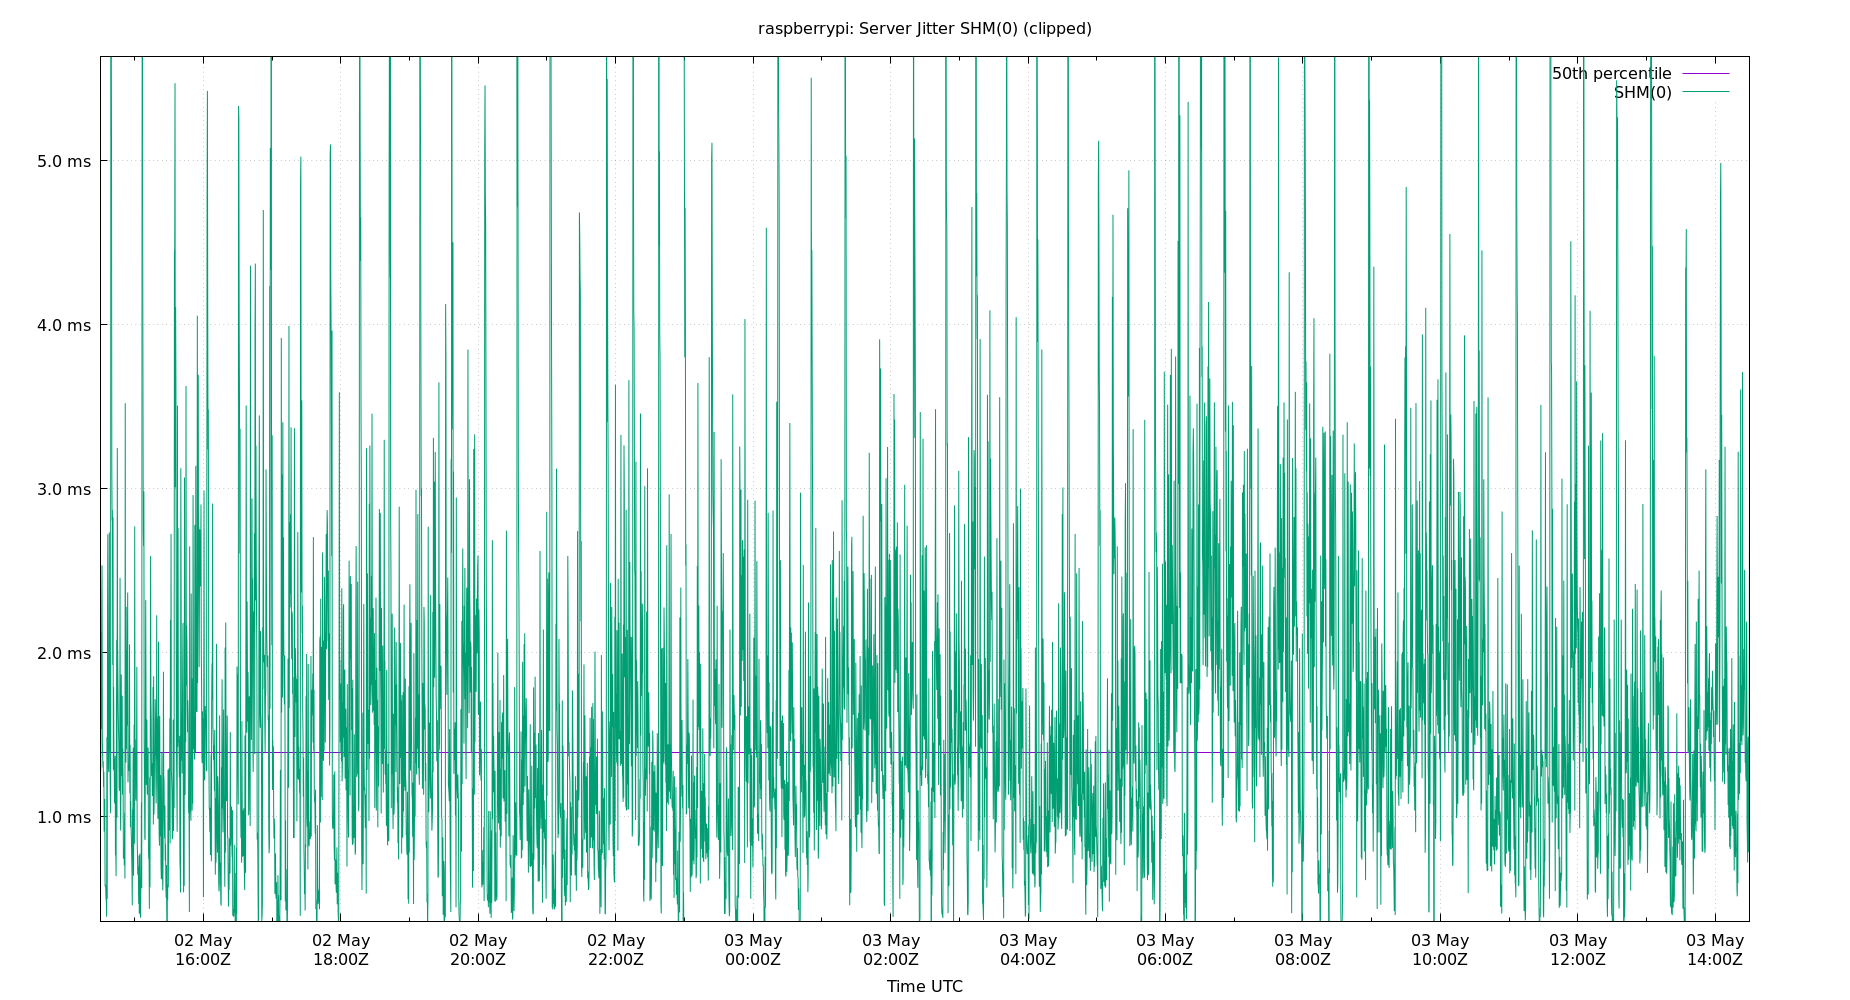 raspberrypi: Server Jitter SHM(0) (clipped)
50th percentile
SHM(0)
5.0 ms
4.0 ms
3.0 ms
2.0 ms
1.0 ms
02 May 02 May 02 May 02 May 03 May 03 May 03 May 03 May 03 May 03 May 03 May 03 May
16:00Z 18:00Z 20:00Z 22:00Z 00:00Z 02:00Z 04:00Z 06:00Z 08:00Z 10:00Z 12:00Z 14:00Z
Time UTC